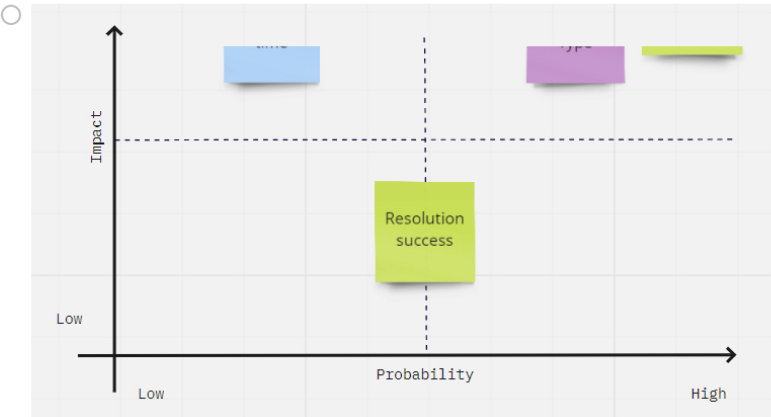 Impact
Resolution
success
Low
Probability
Low
High